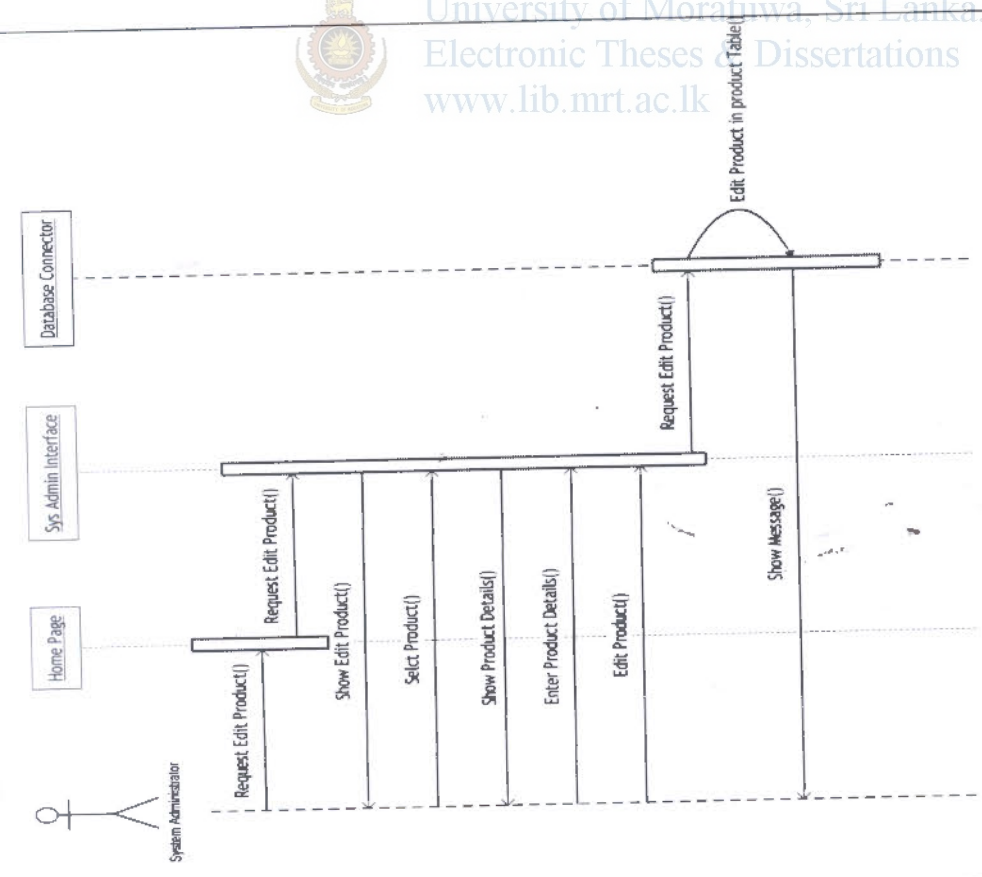 University of Moratuwa, Sri Lanka.
Electronic Theses & Dissertations
www.lib.mrt.ac.lk
System Administrator
Home Page
Sys Admin Interface
Database Connector
Request Edit Product()
Request Edit Product()
Show Edit Product()
Selct Product()
Show Product Details()
Enter Product Details()
Edit Product()
Request Edit Product()
Edit Product in product Table()
Show Message()